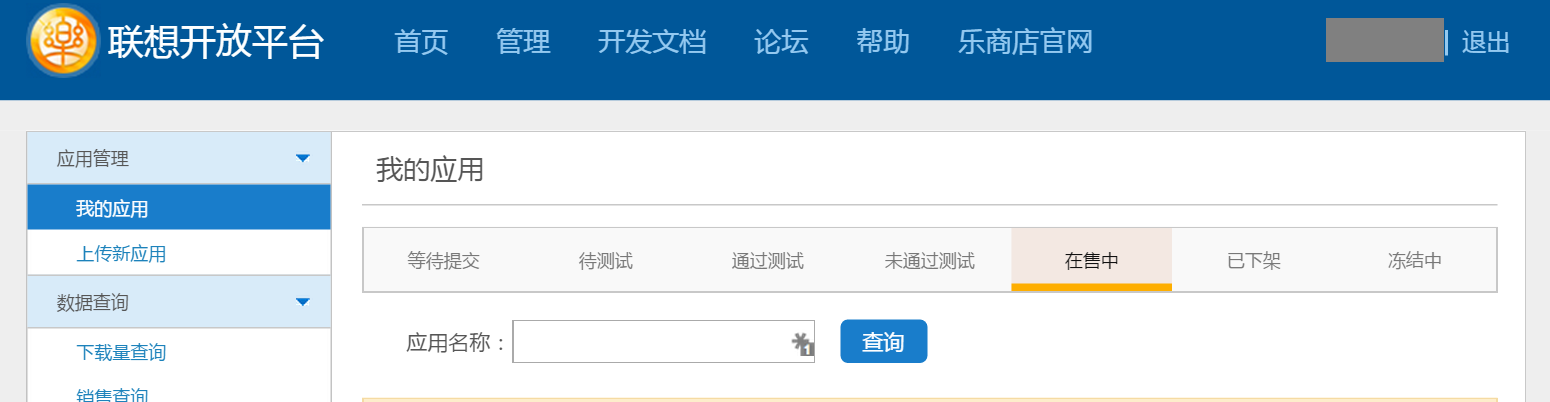 樂 联想开放平台 首页 管理 开发文档 论坛 帮助 乐商店官网 | 退出
应用管理
我的应用
上传新应用
数据查询
下载量查询
销售查询
我的应用
等待提交 待测试 通过测试 未通过测试 在售中 已下架 冻结中
应用名称： 1 查询